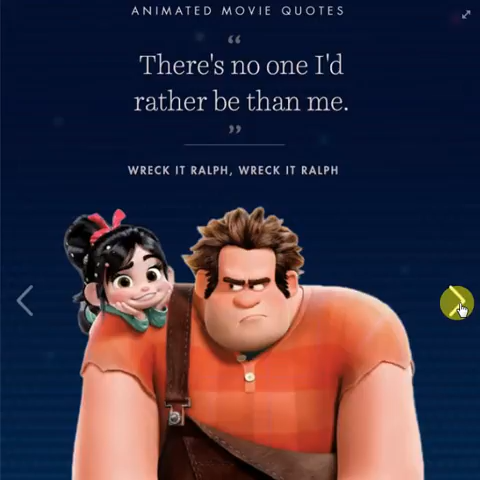 ANIMATED MOVIE QUOTES
“
There's no one I'd
rather be than me.
”
WRECK IT RALPH, WRECK IT RALPH